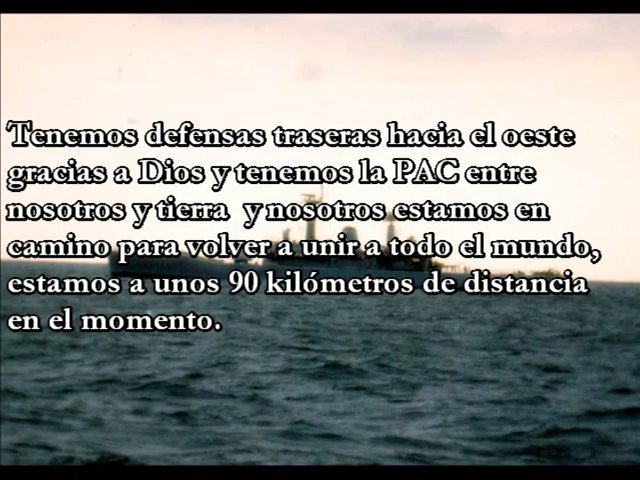 Tenemos defensas traseras hacia el oeste
gracias a Dios y tenemos la PAC entre
nosotros y tierra y nosotros estamos en
camino para volver a unir a todo el mundo,
estamos a unos 90 kilómetros de distancia
en el momento.